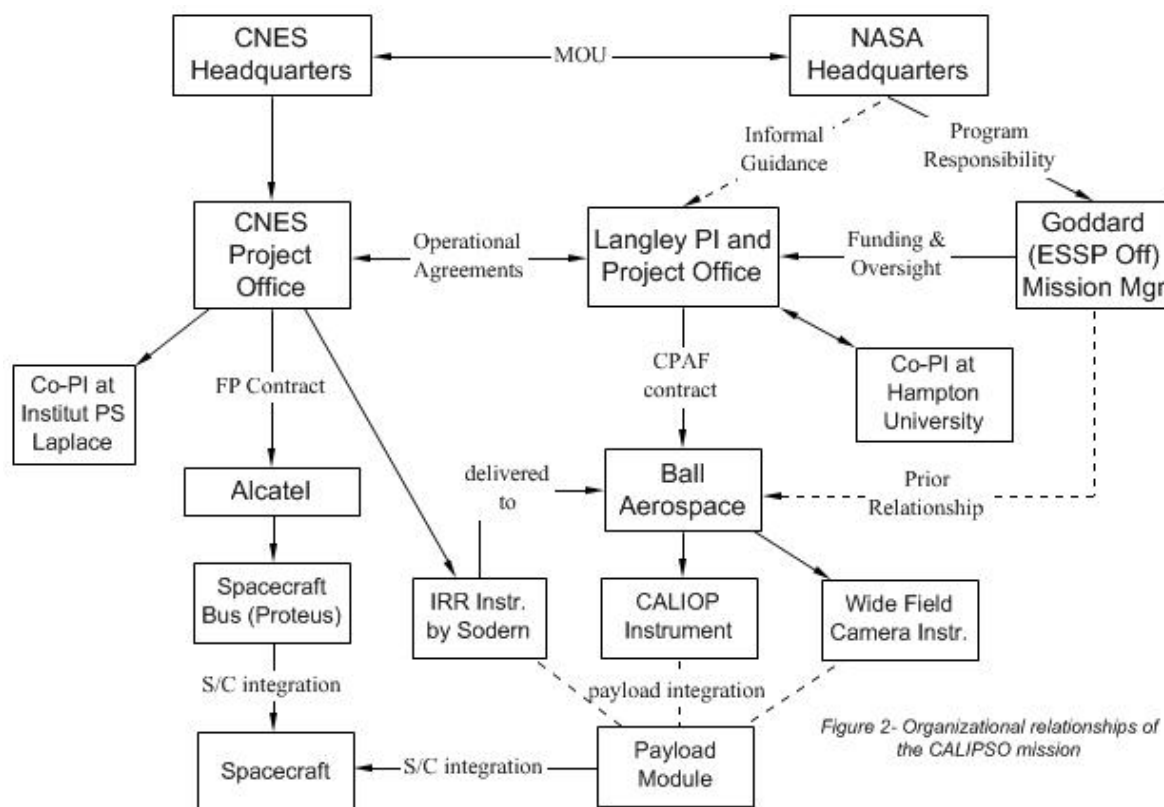 CNES
Headquarters
MOU
NASA
Headquarters
Informal
Guidance
Program
Responsibility
CNES
Project
Office
Operational
Agreements
Langley PI and
Project Office
Funding &
Oversight
Goddard
(ESSP Off)
Mission Mgr
Co-PI at
Institut PS
Laplace
FP Contract
CPAF
contract
Co-PI at
Hampton
University
Alcatel
delivered
to
Ball
Aerospace
Prior
Relationship
Spacecraft
Bus (Proteus)
IRR Instr.
by Sodern
CALIOP
Instrument
Wide Field
Camera Instr.
S/C integration
payload integration
Spacecraft
S/C integration
Payload
Module
Figure 2- Organizational relationships of
the CALIPSO mission